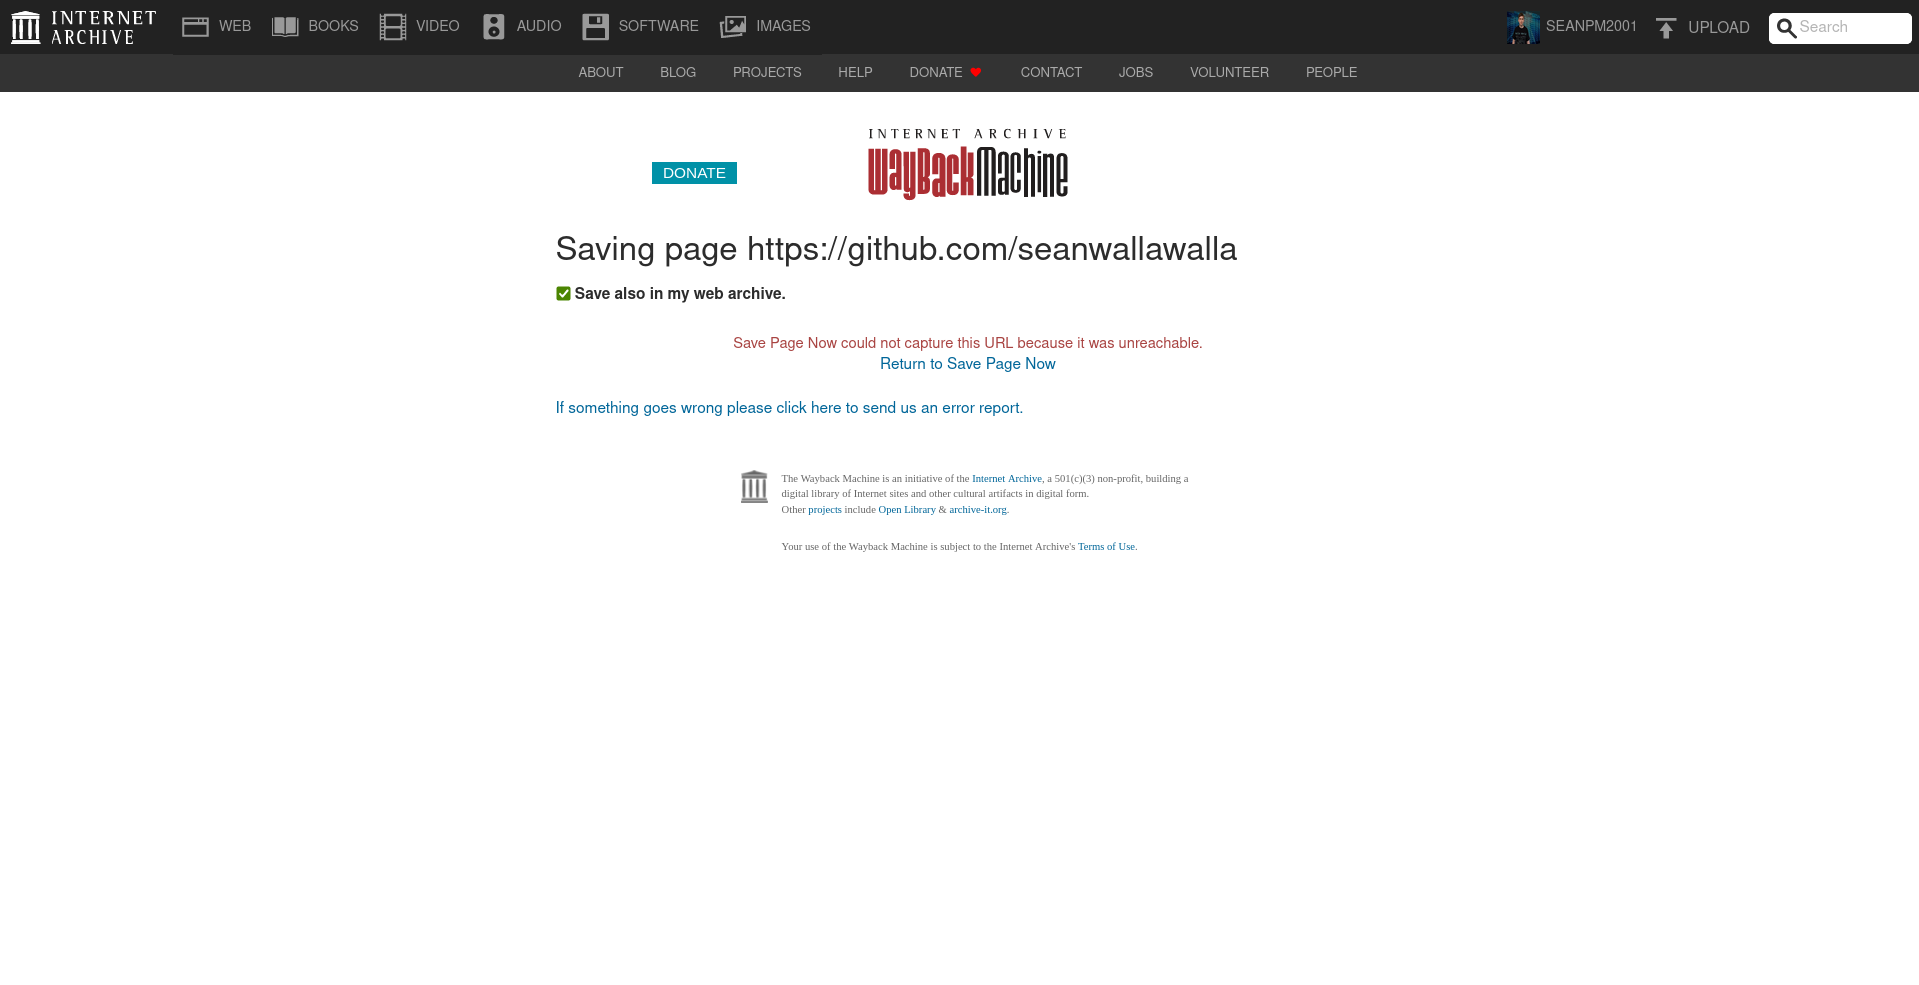 INTERNET ARCHIVE
WEB
BOOKS
VIDEO
AUDIO
SOFTWARE
IMAGES
SEANPM2001
UPLOAD
Search
ABOUT
BLOG
PROJECTS
HELP
DONATE
CONTACT
JOBS
VOLUNTEER
PEOPLE
DONATE
INTERNET ARCHIVE
WayBackMachine
Saving page https://github.com/seanwallawalla
Save also in my web archive.
Save Page Now could not capture this URL because it was unreachable.
Return to Save Page Now
If something goes wrong please click here to send us an error report.
The Wayback Machine is an initiative of the Internet Archive, a 501(c)(3) non-profit, building a
digital library of Internet sites and other cultural artifacts in digital form.
Other projects include Open Library & archive-it.org.
Your use of the Wayback Machine is subject to the Internet Archive's Terms of Use.